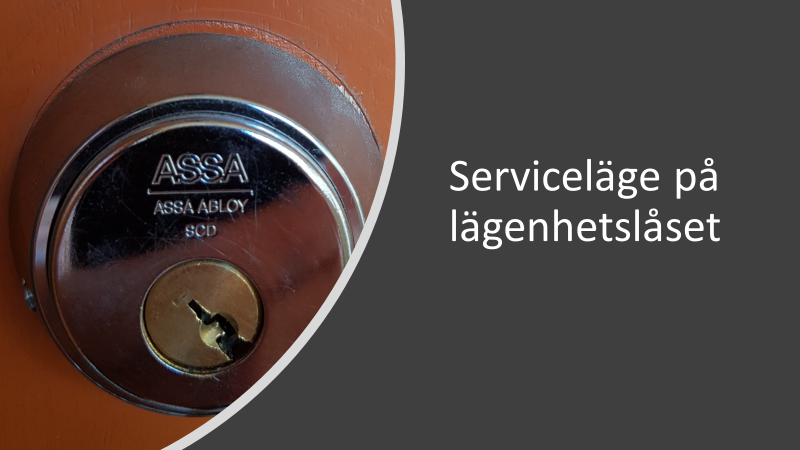 ASSA
ASSA ABLOY
SCD
Serviceläge på
lägenhetslåset